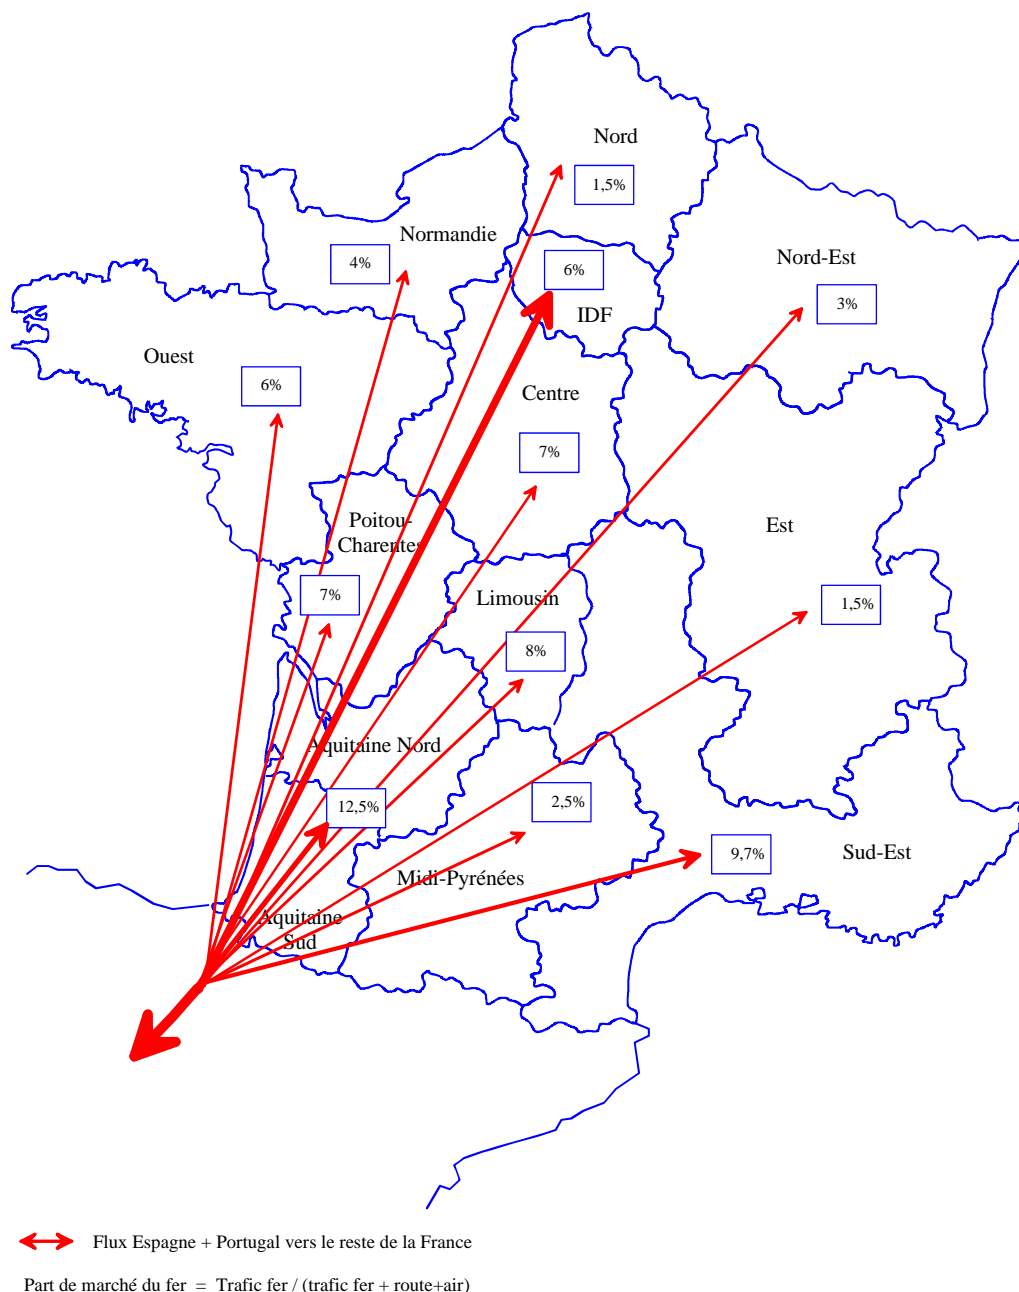 Nord
1,5%
Normandie
4%
6%
IDF
Nord-Est
3%
Ouest
6%
Centre
7%
Poitou-
Charentes
7%
Est
1,5%
Limousin
8%
Aquitaine Nord
12,5%
2,5%
Midi-Pyrénées
9,7%
Sud-Est
Aquitaine
Sud
Flux Espagne + Portugal vers le reste de la France
Part de marché du fer = Trafic fer / (trafic fer + route+air)